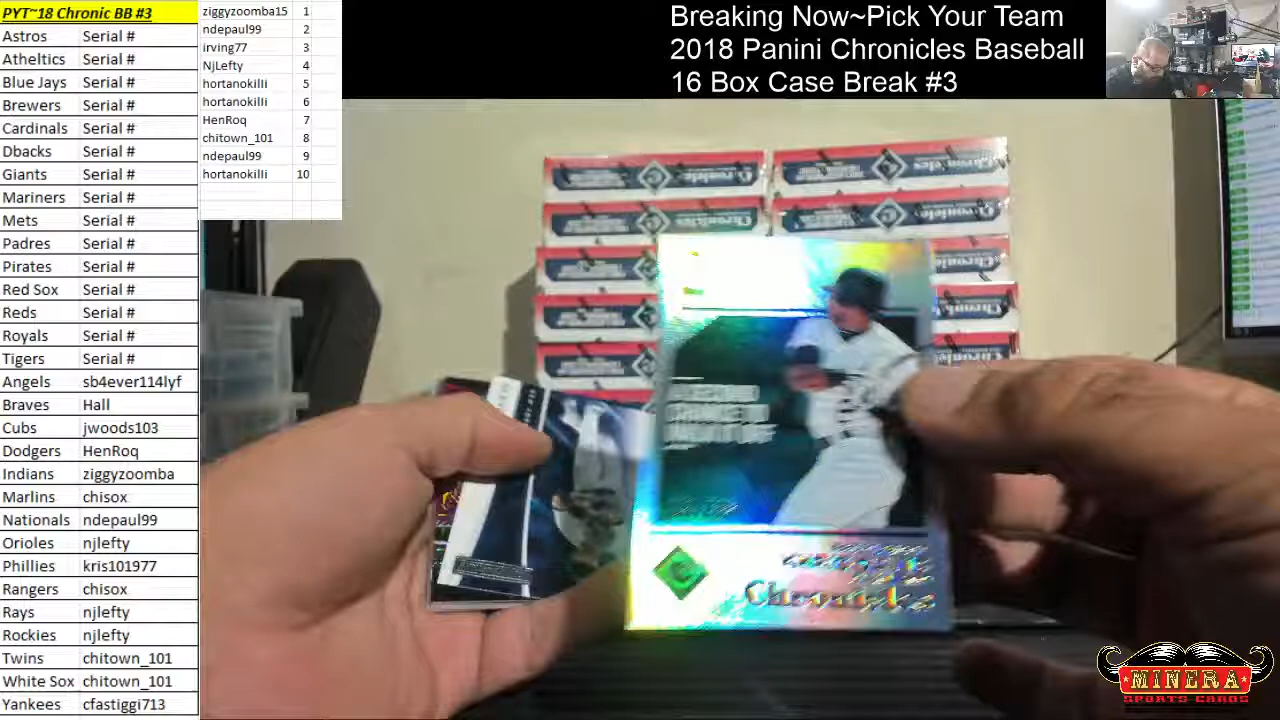 PYT~18 Chronic BB #3
Astros Serial #
Atheltics Serial #
Blue Jays Serial #
Brewers Serial #
Cardinals Serial #
Dbacks Serial #
Giants Serial #
Mariners Serial #
Mets Serial #
Padres Serial #
Pirates Serial #
Red Sox Serial #
Reds Serial #
Royals Serial #
Tigers Serial #
Angels sb4ever114lyf
Braves Hall
Cubs jwoods103
Dodgers HenRoq
Indians ziggyzoomba
Marlins chisox
Nationals ndepaul99
Orioles njlefty
Phillies kris101977
Rangers chisox
Rays njlefty
Rockies njlefty
Twins chitown_101
White Sox chitown_101
Yankees cfastiggi713
ziggyzoomba15 1
ndepaul99 2
irving77 3
NjLefty 4
hortanokilli 5
hortanokilli 6
HenRoq 7
chitown_101 8
ndepaul99 9
hortanokilli 10
Breaking Now~Pick Your Team
2018 Panini Chronicles Baseball
16 Box Case Break #3
Chronicles
Chronicles
Chronicles
Chronicles
Chronicles
MINERA
SPORTS CARDS